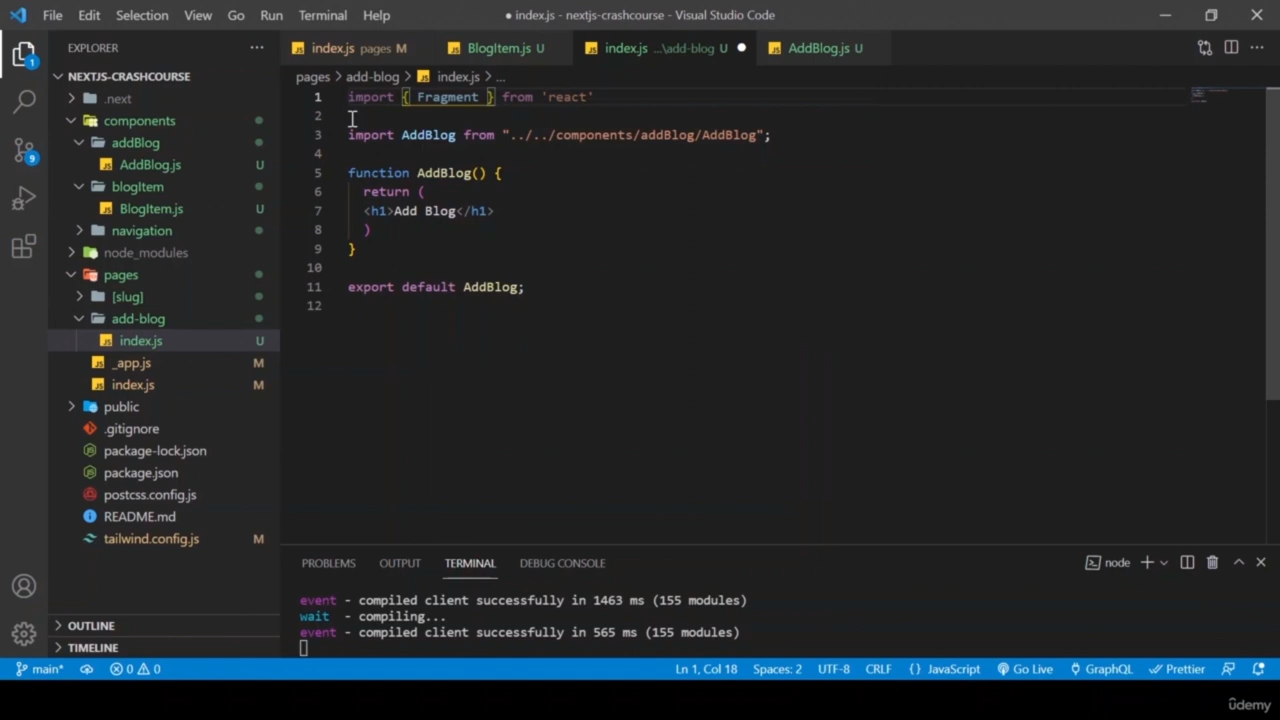 File Edit Selection View Go Run Terminal Help
● index.js - nextjs-crashcourse - Visual Studio Code
EXPLORER
index.js pages M
BlogItem.js U
index.js ...\add-blog U
AddBlog.js U
NEXTJS-CRASHCOURSE
.next
components
addBlog
AddBlog.js U
blogItem
BlogItem.js U
navigation
node_modules
pages
[slug]
add-blog
index.js U
_app.js M
index.js M
public
.gitignore
package-lock.json
package.json
postcss.config.js
README.md
tailwind.config.js M
OUTLINE
TIMELINE
1
9
pages > add-blog > index.js > ...
1 import { Fragment } from 'react'
2
3 import AddBlog from "../../components/addBlog/AddBlog";
4
5 function AddBlog() {
6 return (
7 <h1>Add Blog</h1>
8 )
9 }
10
11 export default AddBlog;
12
PROBLEMS OUTPUT TERMINAL DEBUG CONSOLE
node
event - compiled client successfully in 1463 ms (155 modules)
wait - compiling...
event - compiled client successfully in 565 ms (155 modules)
main* 0 0 Ln 1, Col 18 Spaces: 2 UTF-8 CRLF {} JavaScript Go Live GraphQL Prettier
ûdemy